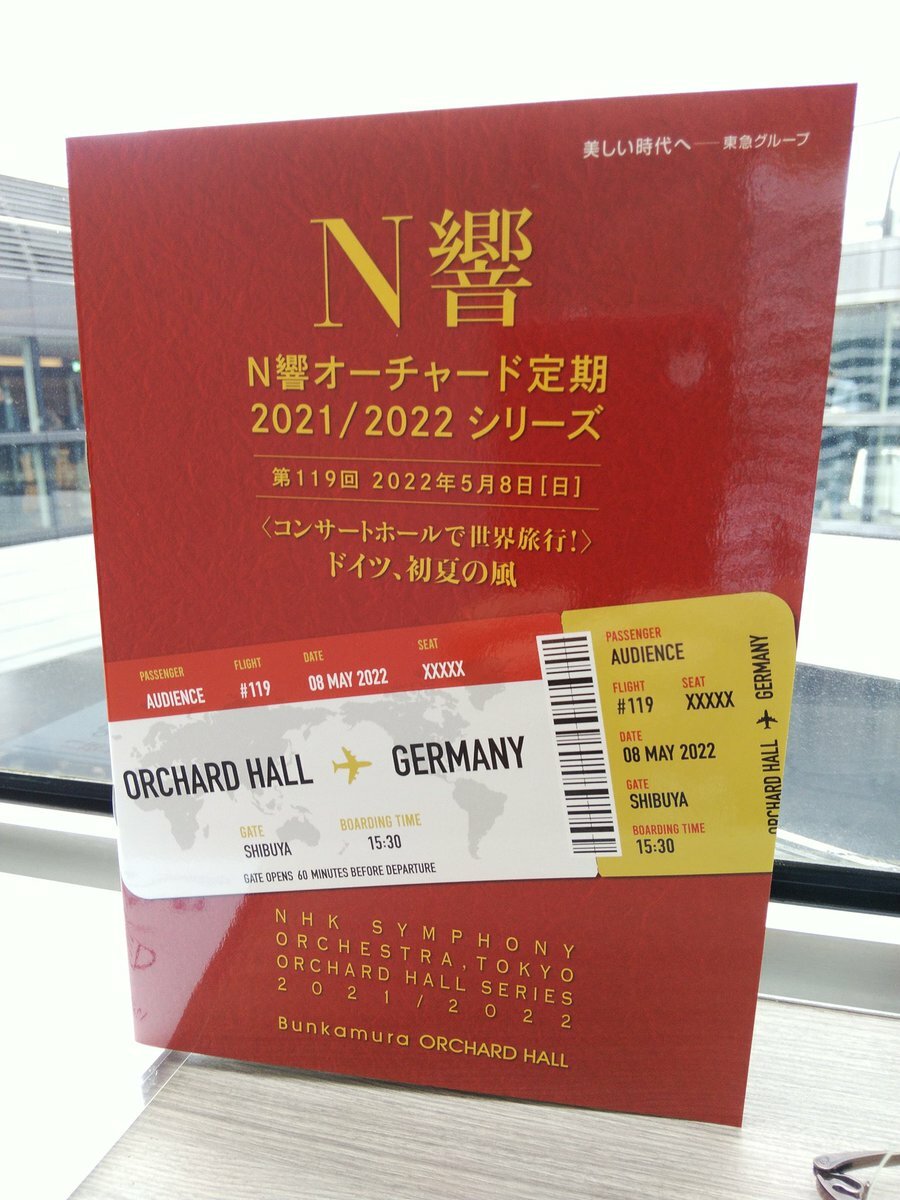 美しい時代へ──東急グループ
N響
N響オーチャード定期
2021/2022 シリーズ
第119回 2022年5月8日[日]
〈コンサートホールで世界旅行!〉
ドイツ、初夏の風
PASSENGER FLIGHT DATE SEAT
AUDIENCE #119 08 MAY 2022 XXXXX
ORCHARD HALL GERMANY
GATE BOARDING TIME
SHIBUYA 15:30
GATE OPENS 60 MINUTES BEFORE DEPARTURE
PASSENGER
AUDIENCE
FLIGHT SEAT
#119 XXXXX
DATE
08 MAY 2022
GATE
SHIBUYA
BOARDING TIME
15:30
ORCHARD HALL GERMANY
NHK SYMPHONY
ORCHESTRA, TOKYO
ORCHARD HALL SERIES
2021/2022
Bunkamura ORCHARD HALL